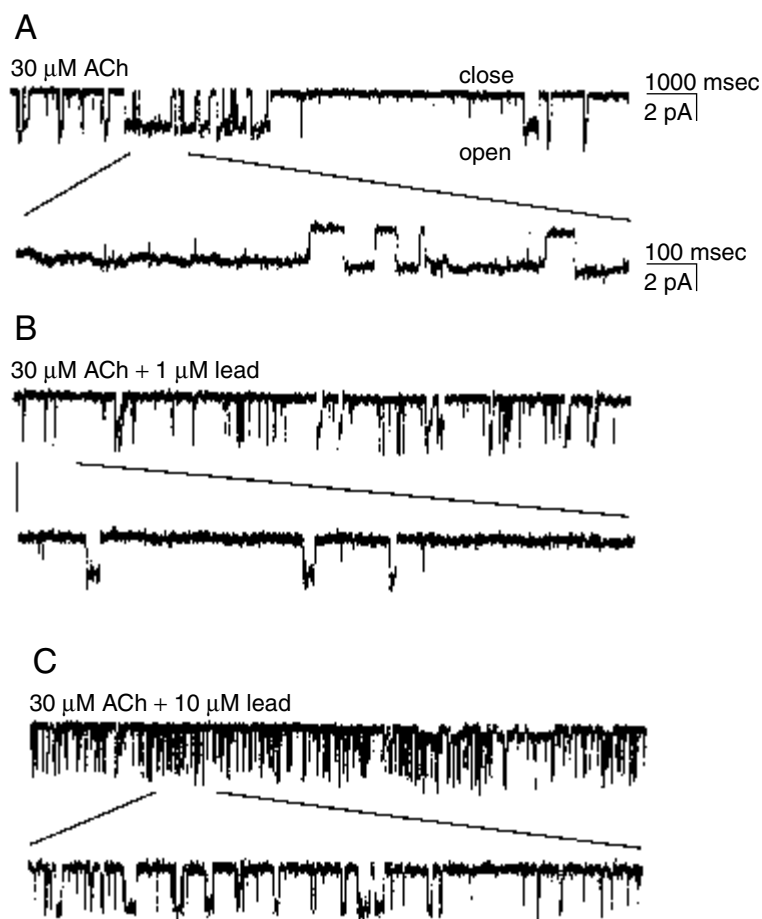 A
30 μM ACh
close
1000 msec
2 pA
open
100 msec
2 pA
B
30 μM ACh + 1 μM lead
C
30 μM ACh + 10 μM lead